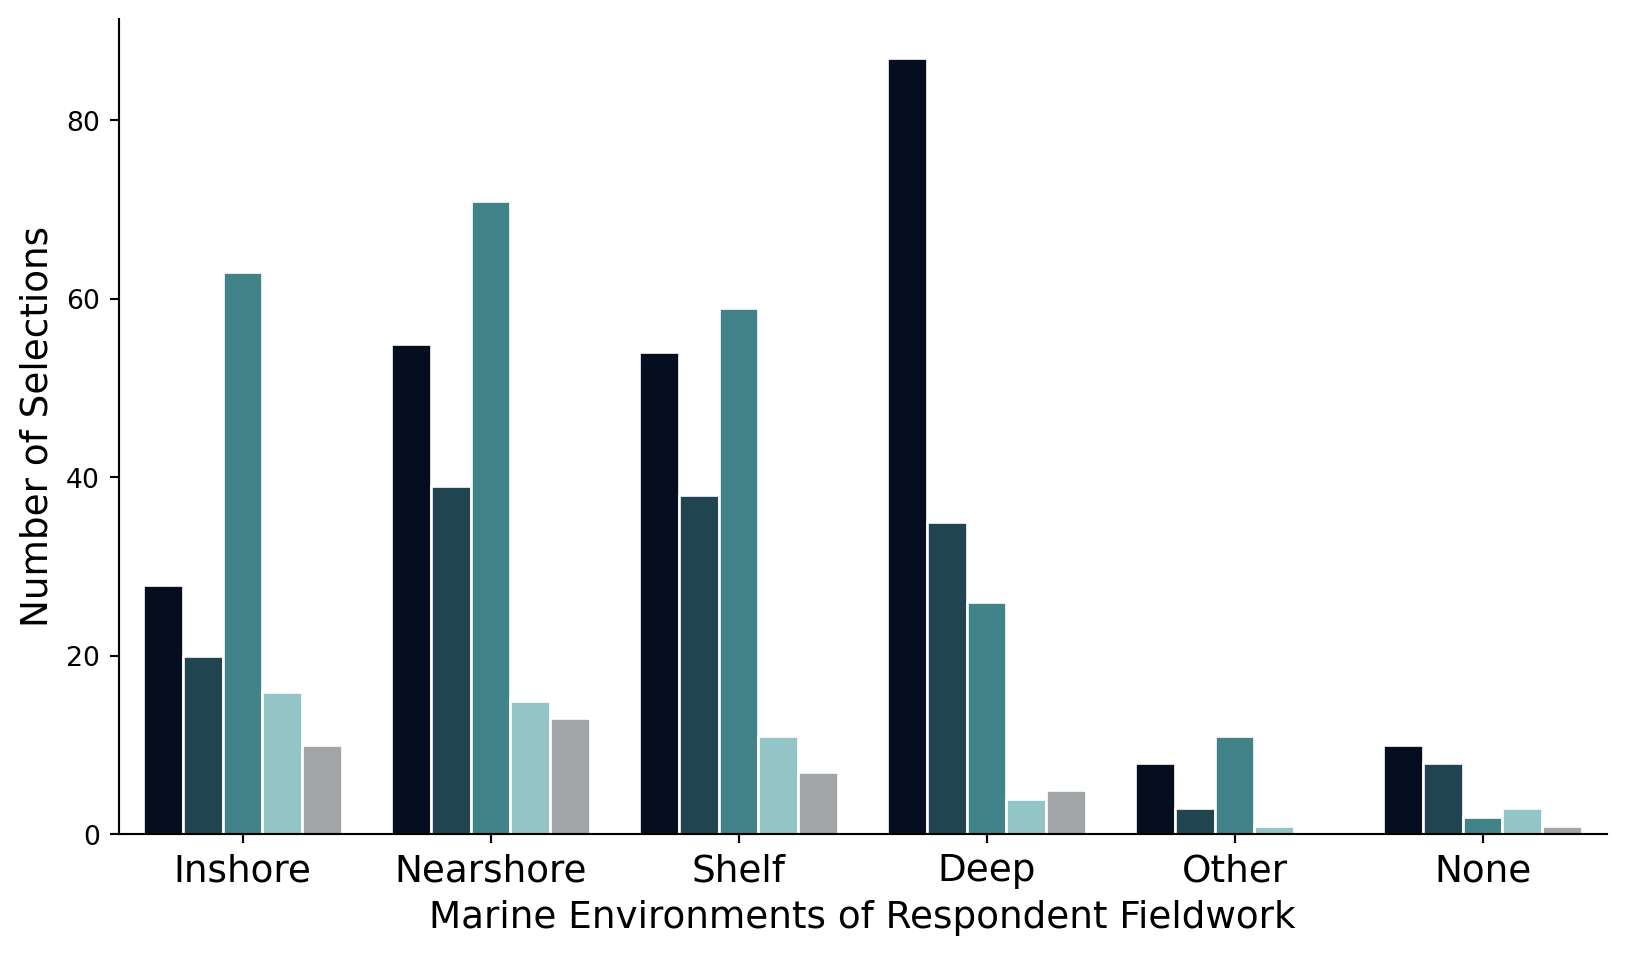 Number of Selections
80
60
40
20
0
Inshore Nearshore Shelf Deep Other None
Marine Environments of Respondent Fieldwork